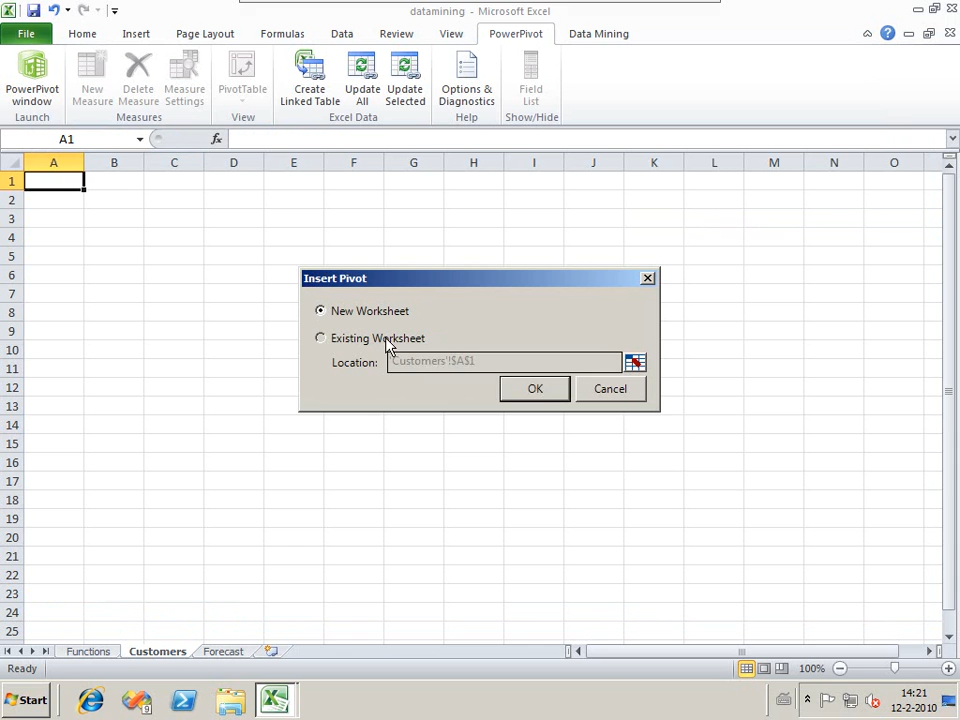 datamining - Microsoft Excel
File Home Insert Page Layout Formulas Data Review View PowerPivot Data Mining
PowerPivot window
New Measure
Delete Measure
Measure Settings
PivotTable
Create Linked Table
Update All
Update Selected
Options & Diagnostics
Field List
Launch Measures View Excel Data Help Show/Hide
A1 fx
A B C D E F G H I J K L M N O
1
2
3
4
5
6
7
8
9
10
11
12
13
14
15
16
17
18
19
20
21
22
23
24
25
Insert Pivot
New Worksheet
Existing Worksheet
Location: 'Customers'!$A$1
OK Cancel
Functions Customers Forecast
Ready 100%
Start 14:21
12-2-2010